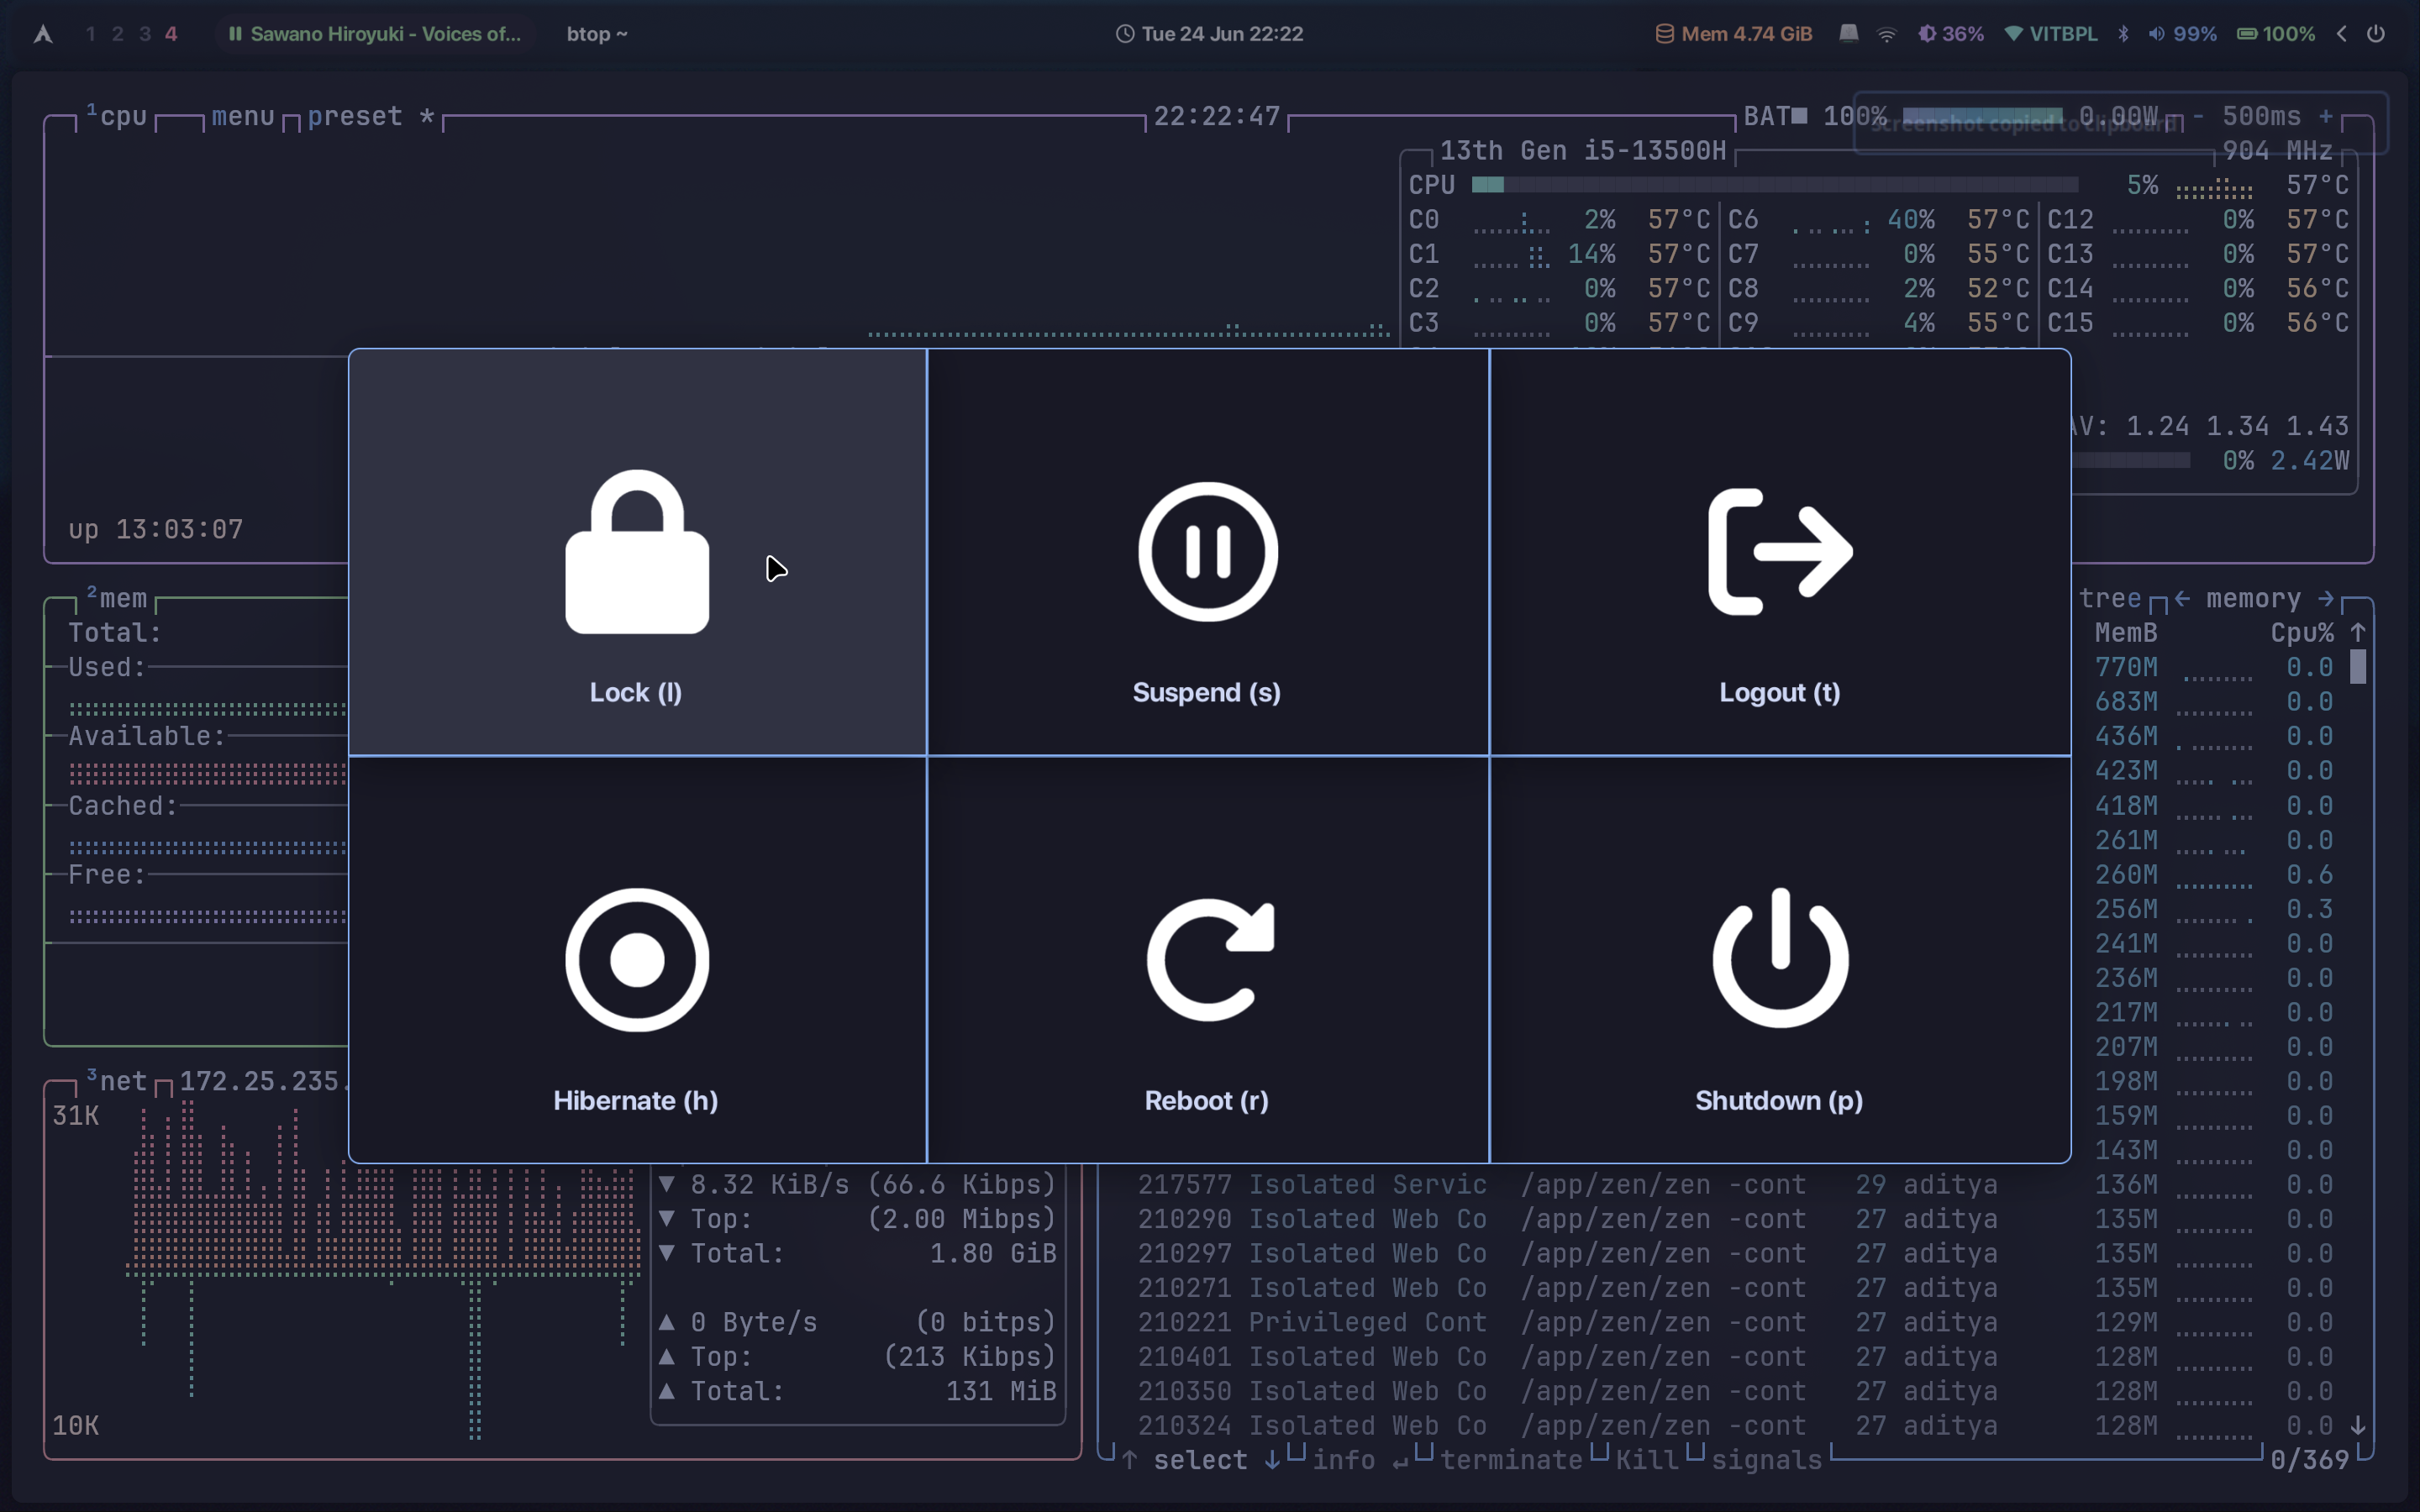 1 2 3 4 Sawano Hiroyuki - Voices of... btop ~ Tue 24 Jun 22:22 Mem 4.74 GiB 36% VITBPL 99% 100%
1cpu menu preset * 22:22:47 BAT 100% 0.00W - 500ms +
Screenshot copied to clipboard
13th Gen i5-13500H 904 MHz
CPU 5% 57°C
C0 2% 57°C C6 40% 57°C C12 0% 57°C
C1 14% 57°C C7 0% 55°C C13 0% 57°C
C2 0% 57°C C8 2% 52°C C14 0% 56°C
C3 0% 57°C C9 4% 55°C C15 0% 56°C
AV: 1.24 1.34 1.43
0% 2.42W
up 13:03:07
Lock (l) Suspend (s) Logout (t)
Hibernate (h) Reboot (r) Shutdown (p)
2mem
Total:
Used:
Available:
Cached:
Free:
tree ← memory →
MemB Cpu% ↑
770M 0.0
683M 0.0
436M 0.0
423M 0.0
418M 0.0
261M 0.0
260M 0.6
256M 0.3
241M 0.0
236M 0.0
217M 0.0
207M 0.0
198M 0.0
159M 0.0
143M 0.0
3net 172.25.235.
31K
10K
▼ 8.32 KiB/s (66.6 Kibps)
▼ Top: (2.00 Mibps)
▼ Total: 1.80 GiB
▲ 0 Byte/s (0 bitps)
▲ Top: (213 Kibps)
▲ Total: 131 MiB
217577 Isolated Servic /app/zen/zen -cont 29 aditya 136M 0.0
210290 Isolated Web Co /app/zen/zen -cont 27 aditya 135M 0.0
210297 Isolated Web Co /app/zen/zen -cont 27 aditya 135M 0.0
210271 Isolated Web Co /app/zen/zen -cont 27 aditya 135M 0.0
210221 Privileged Cont /app/zen/zen -cont 27 aditya 129M 0.0
210401 Isolated Web Co /app/zen/zen -cont 27 aditya 128M 0.0
210350 Isolated Web Co /app/zen/zen -cont 27 aditya 128M 0.0
210324 Isolated Web Co /app/zen/zen -cont 27 aditya 128M 0.0 ↓
↑ select ↓ info ↵ terminate Kill signals 0/369